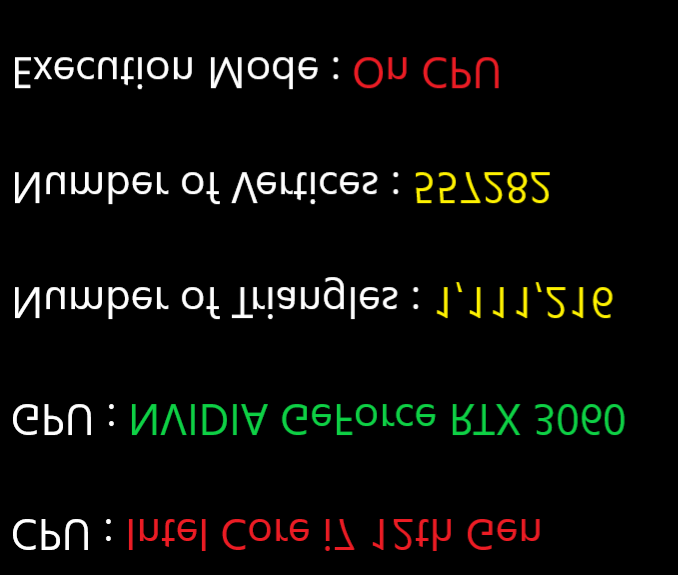 CPU : Intel Core i7 12th Gen
GPU : NVIDIA GeForce RTX 3060
Number of Triangles : 1,111,216
Number of Vertices : 557282
Execution Mode : On CPU